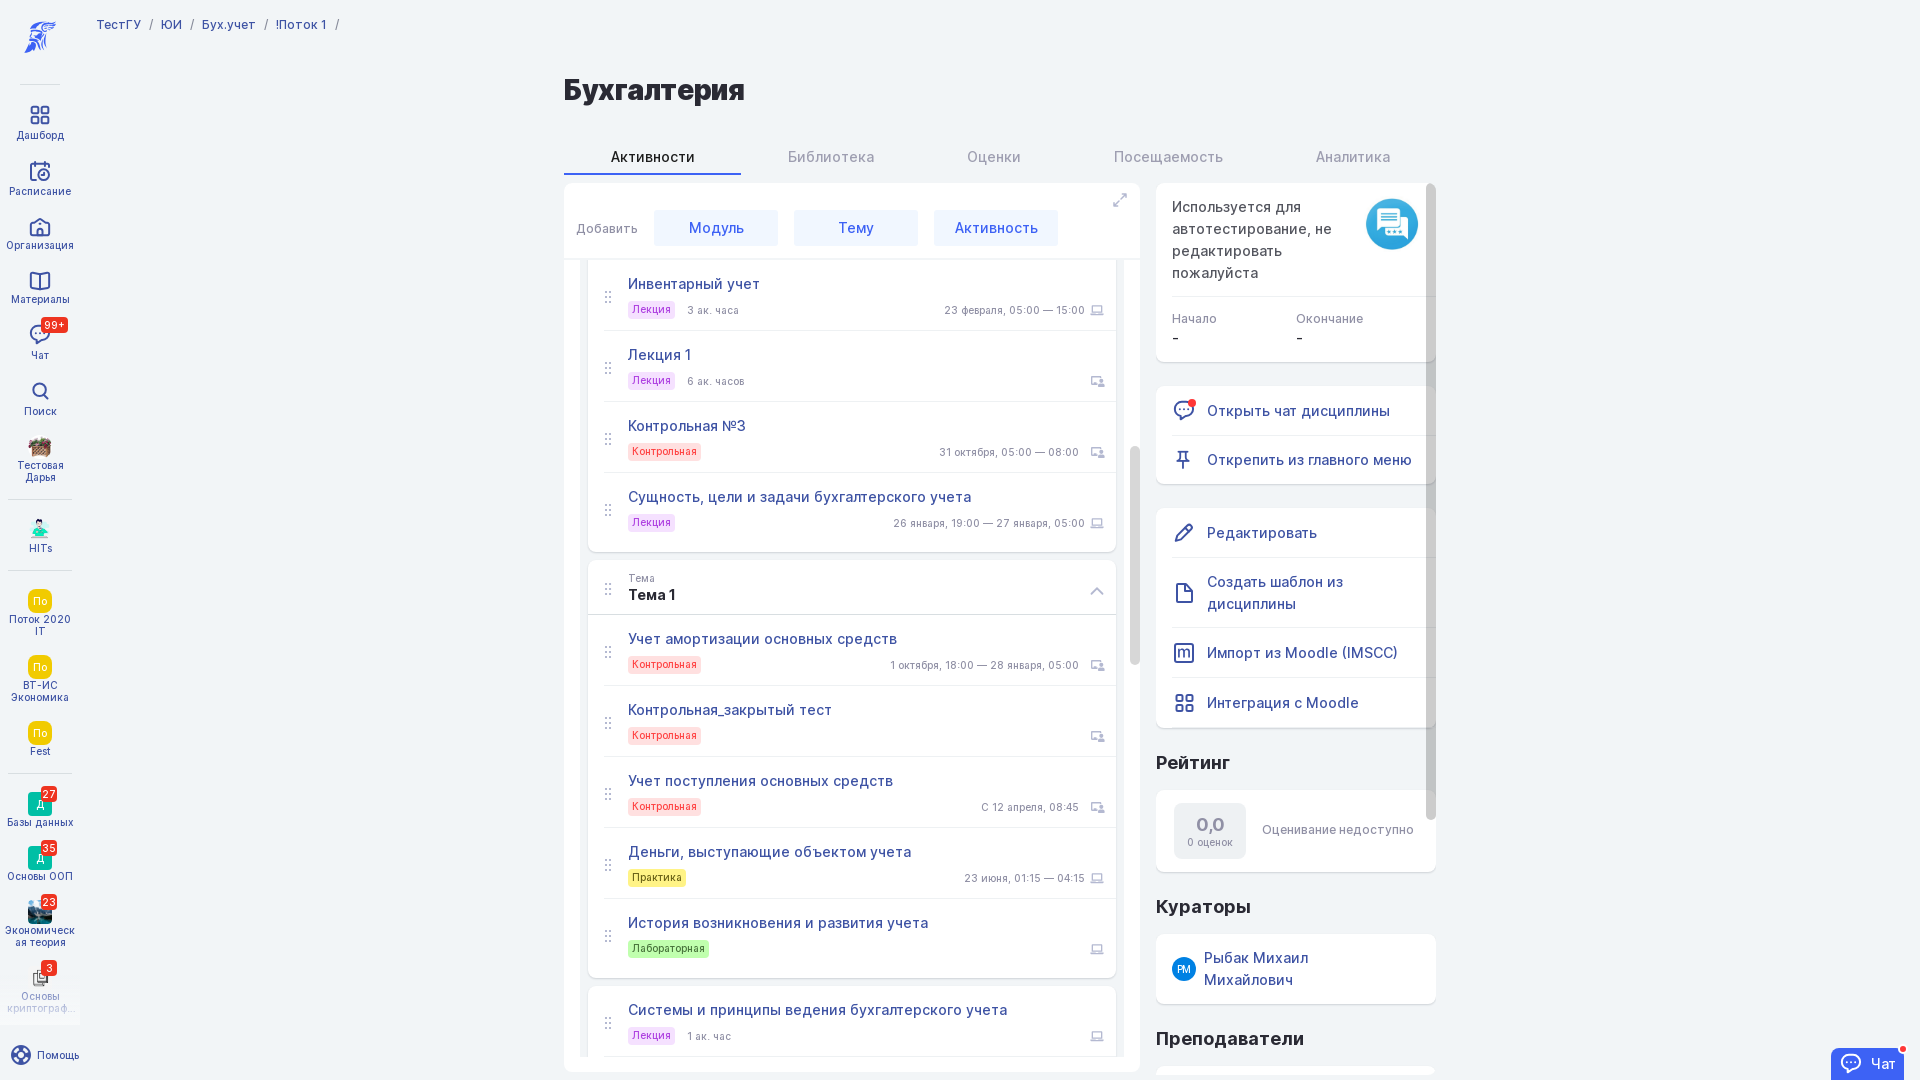 ТестГУ / ЮИ / Бух.учет / !Поток 1 /
Дашборд
Расписание
Организация
Материалы
99+
Чат
Поиск
Тестовая
Дарья
HITs
По
Поток 2020
IT
По
ВТ-ИС
Экономика
По
Fest
27
Д
Базы данных
35
Д
Основы ООП
23
Экономическ
ая теория
3
Основы
криптограф...
Помощь
Бухгалтерия
Активности
Библиотека
Оценки
Посещаемость
Аналитика
Добавить
Модуль
Тему
Активность
Инвентарный учет
Лекция 3 ак. часа 23 февраля, 05:00 — 15:00
Лекция 1
Лекция 6 ак. часов
Контрольная №3
Контрольная 31 октября, 05:00 — 08:00
Сущность, цели и задачи бухгалтерского учета
Лекция 26 января, 19:00 — 27 января, 05:00
Тема
Тема 1
Учет амортизации основных средств
Контрольная 1 октября, 18:00 — 28 января, 05:00
Контрольная_закрытый тест
Контрольная
Учет поступления основных средств
Контрольная С 12 апреля, 08:45
Деньги, выступающие объектом учета
Практика 23 июня, 01:15 — 04:15
История возникновения и развития учета
Лабораторная
Системы и принципы ведения бухгалтерского учета
Лекция 1 ак. час
Используется для
автотестирование, не
редактировать
пожалуйста
Начало Окончание
- -
Открыть чат дисциплины
Открепить из главного меню
Редактировать
Создать шаблон из
дисциплины
m Импорт из Moodle (IMSCC)
Интеграция с Moodle
Рейтинг
0,0
0 оценок
Оценивание недоступно
Кураторы
РМ
Рыбак Михаил
Михайлович
Преподаватели
Чат